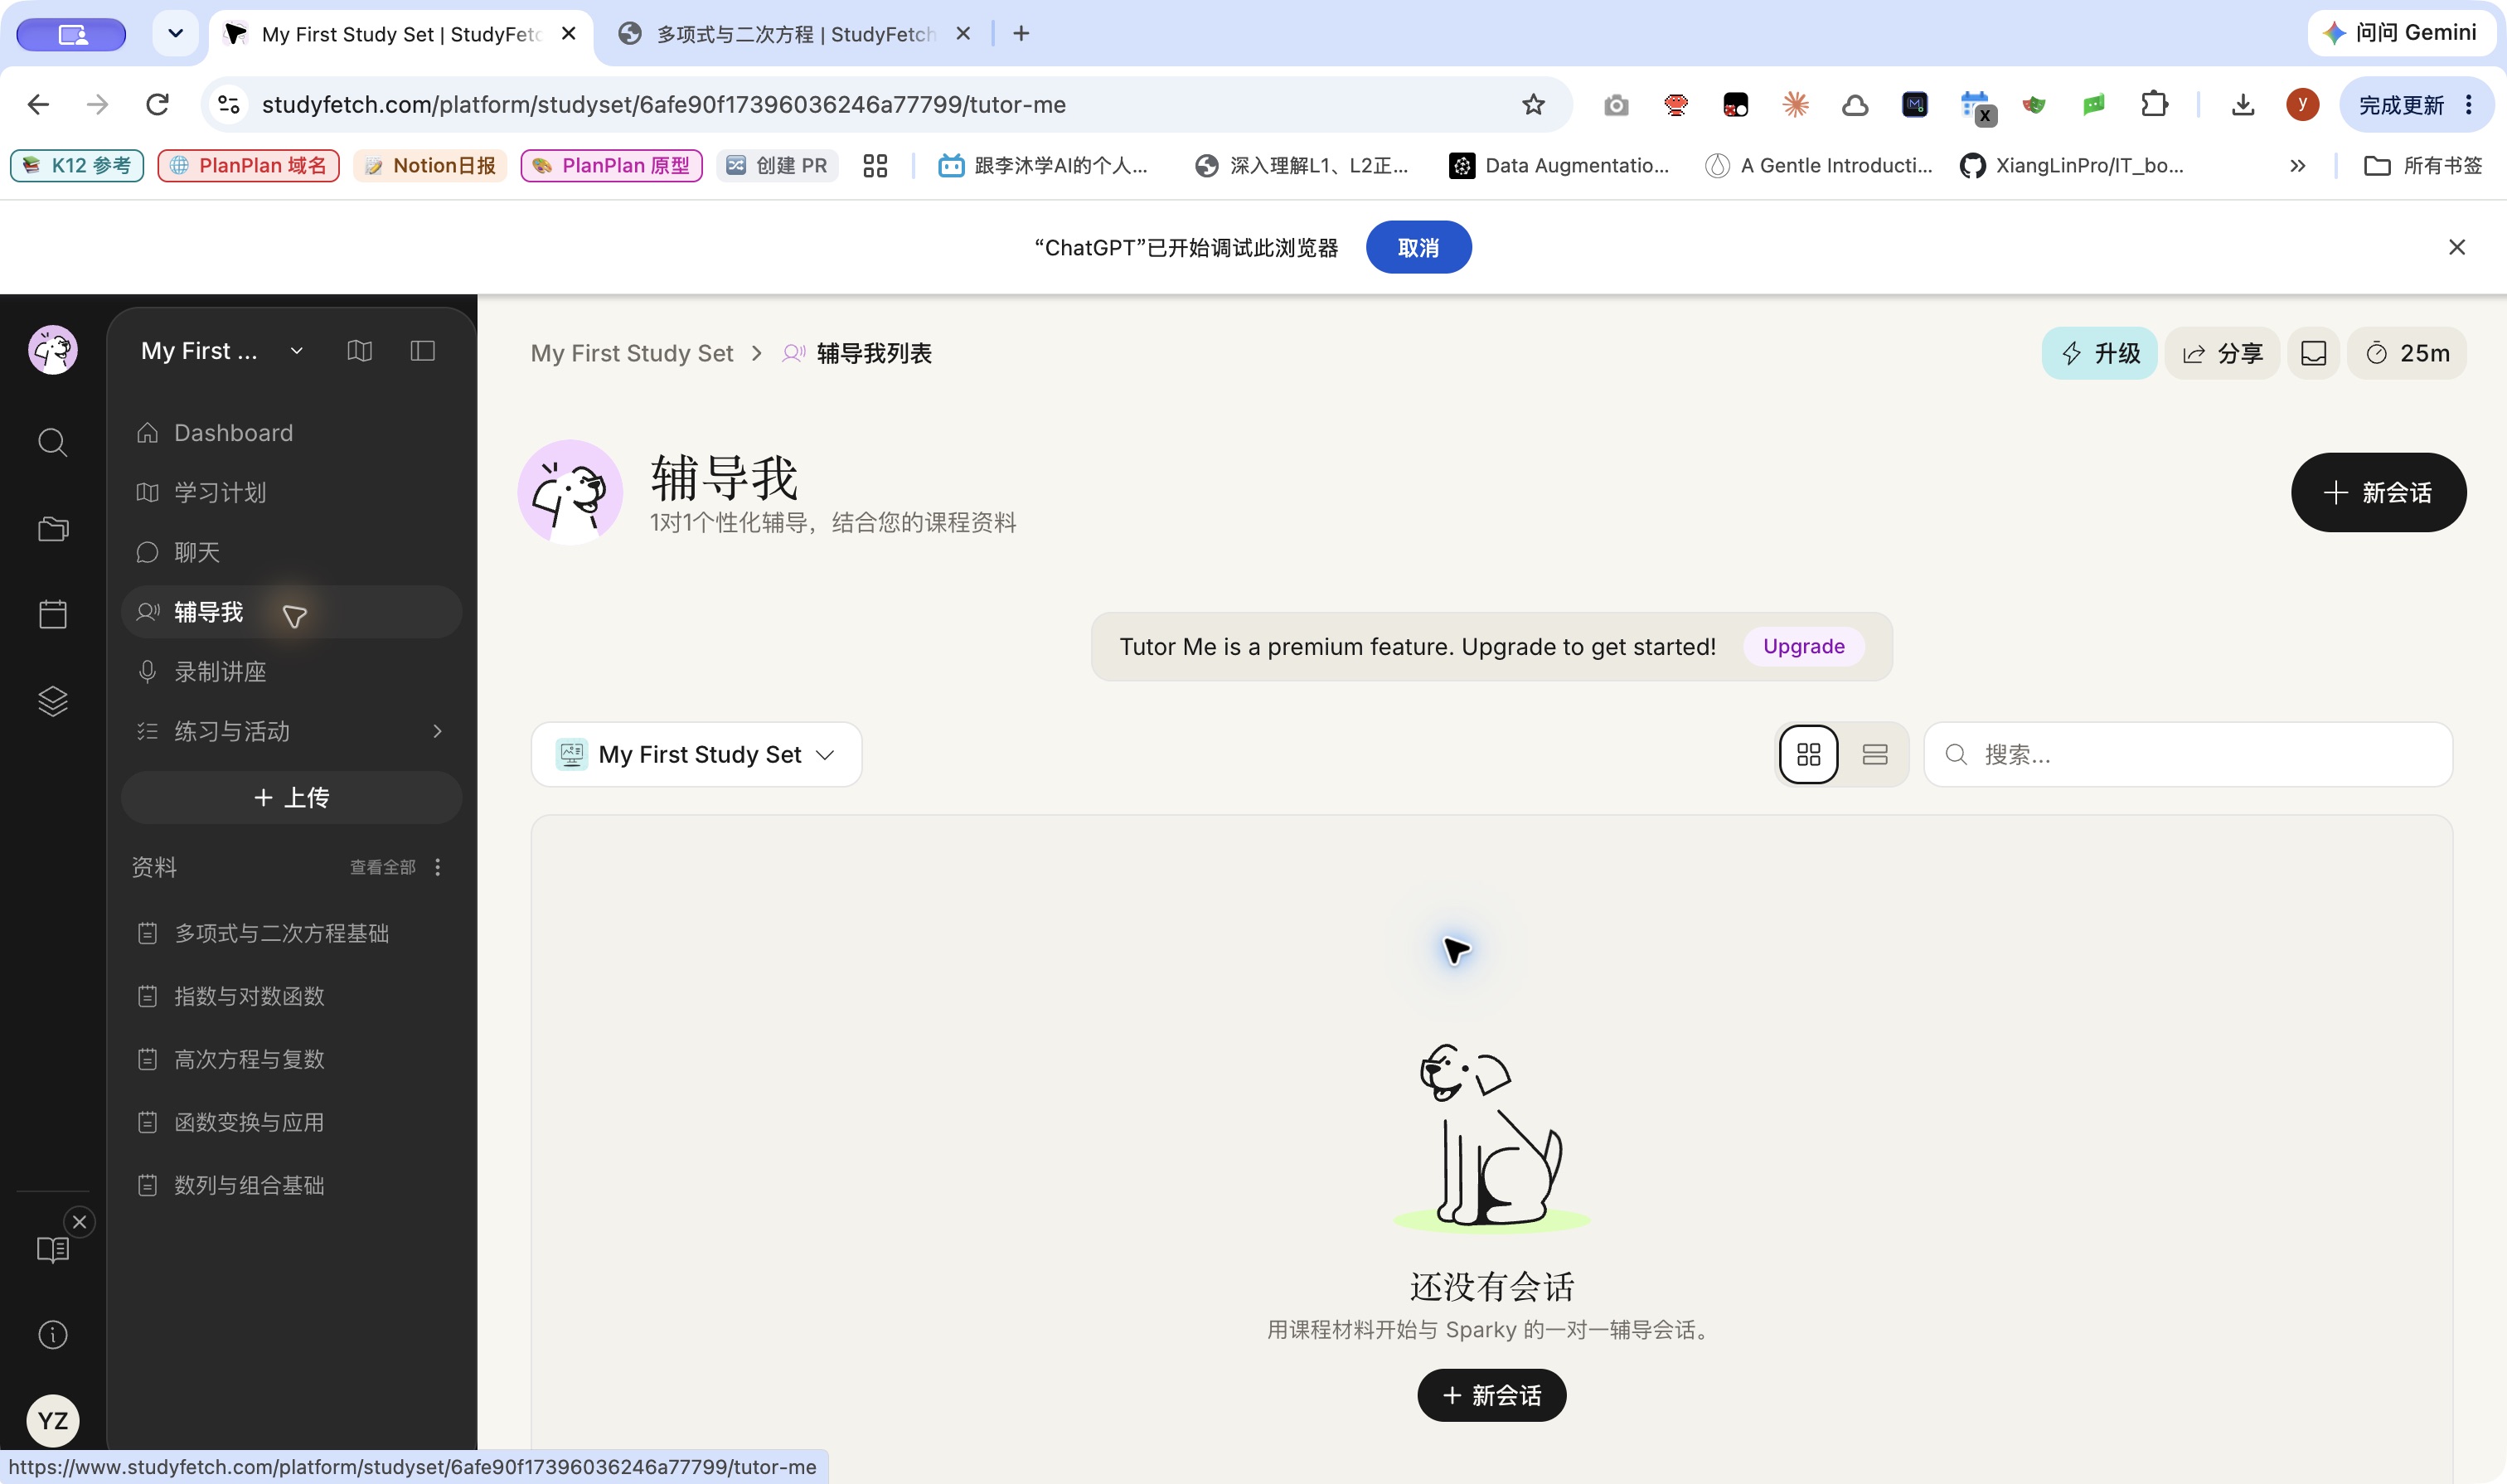 My First Study Set | StudyFetc
多项式与二次方程 | StudyFetch
问问 Gemini
studyfetch.com/platform/studyset/6afe90f17396036246a77799/tutor-me
X
y
完成更新
K12 参考
PlanPlan 域名
Notion日报
PlanPlan 原型
创建 PR
跟李沐学AI的个人...
深入理解L1、L2正...
Data Augmentatio...
A Gentle Introducti...
XiangLinPro/IT_bo...
所有书签
“ChatGPT”已开始调试此浏览器
取消
My First ...
My First Study Set
辅导我列表
升级
分享
25m
Dashboard
学习计划
聊天
辅导我
录制讲座
练习与活动
+ 上传
资料
查看全部
多项式与二次方程基础
指数与对数函数
高次方程与复数
函数变换与应用
数列与组合基础
YZ
辅导我
1对1个性化辅导，结合您的课程资料
+ 新会话
Tutor Me is a premium feature. Upgrade to get started!
Upgrade
My First Study Set
搜索...
还没有会话
用课程材料开始与 Sparky 的一对一辅导会话。
+ 新会话
https://www.studyfetch.com/platform/studyset/6afe90f17396036246a77799/tutor-me